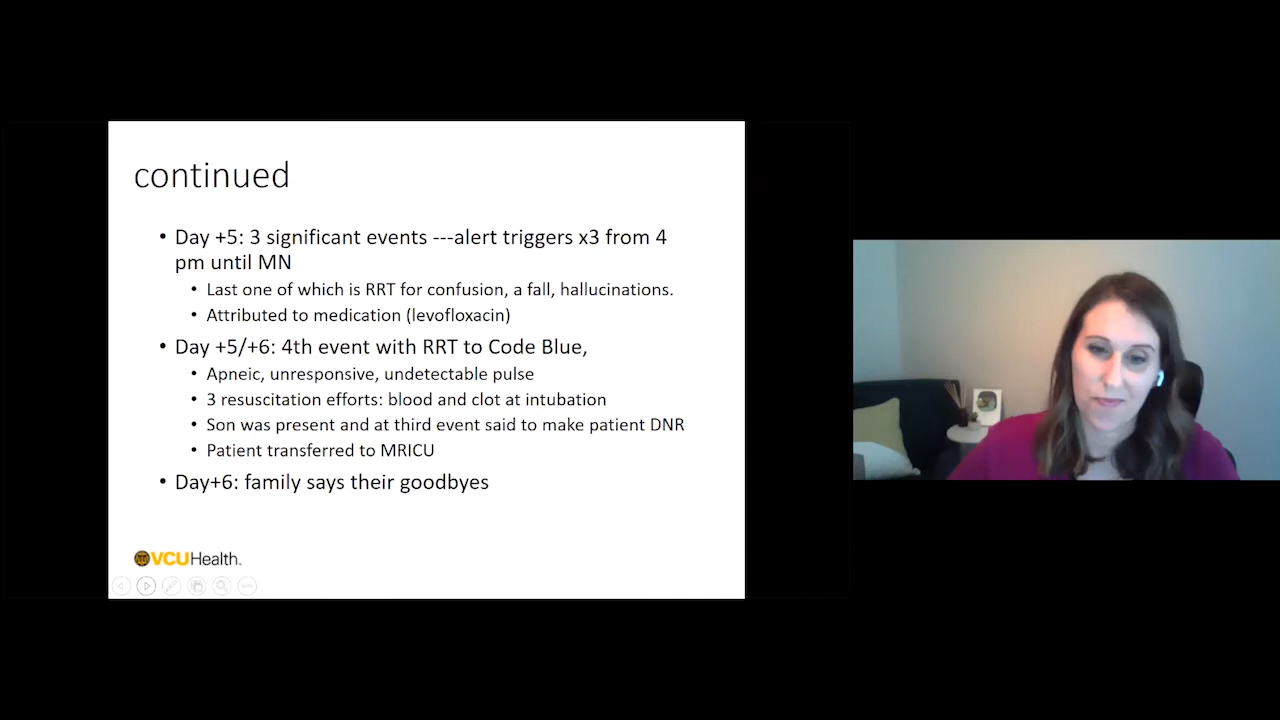 continued
• Day +5: 3 significant events ---alert triggers x3 from 4
pm until MN
• Last one of which is RRT for confusion, a fall, hallucinations.
• Attributed to medication (levofloxacin)
• Day +5/+6: 4th event with RRT to Code Blue,
• Apneic, unresponsive, undetectable pulse
• 3 resuscitation efforts: blood and clot at intubation
• Son was present and at third event said to make patient DNR
• Patient transferred to MRICU
• Day+6: family says their goodbyes
VCUHealth.